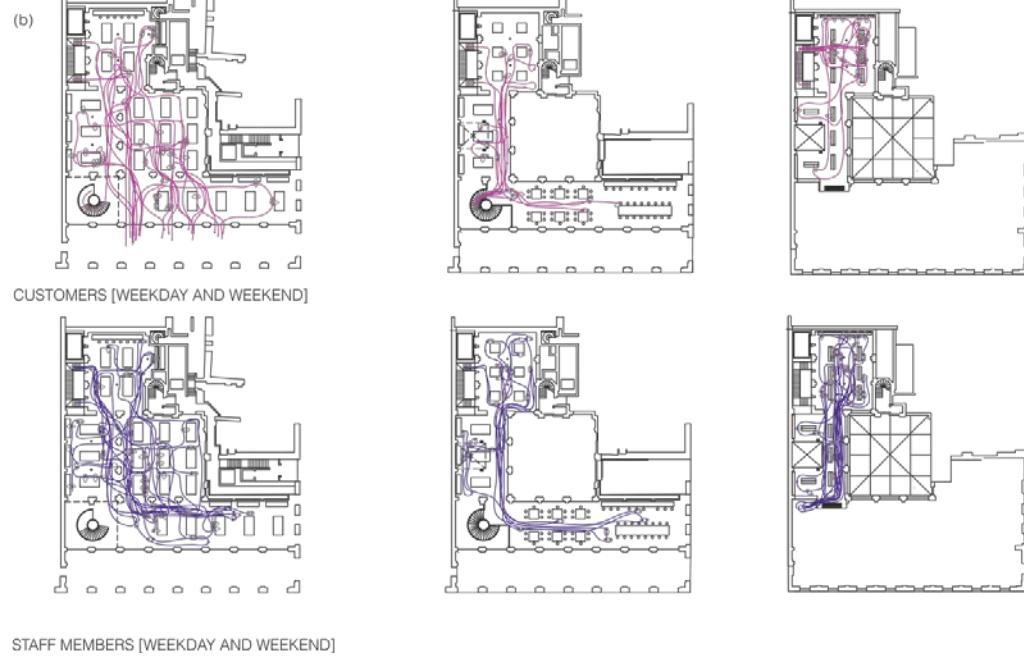 (b)
CUSTOMERS [WEEKDAY AND WEEKEND]
STAFF MEMBERS [WEEKDAY AND WEEKEND]